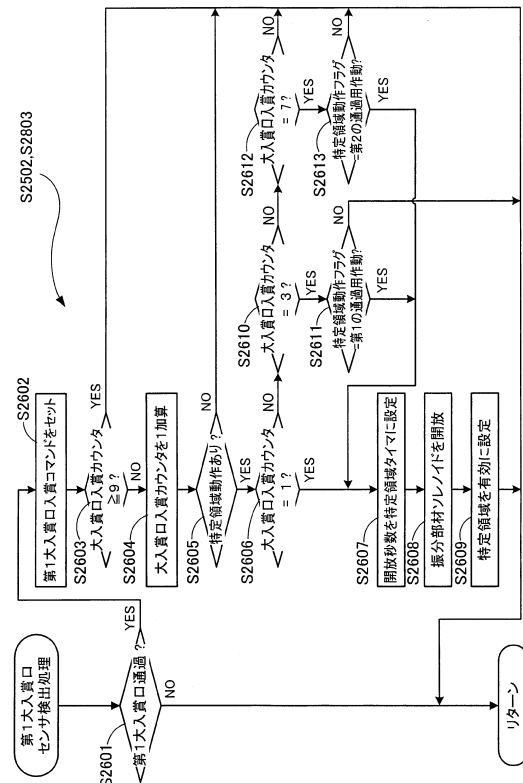 S2502,S2803
第1大入賞口
センサ検出処理
S2601
第1大入賞口通過?
YES
NO
S2602
第1大入賞口入賞コマンドをセット
S2603
大入賞口入賞カウンタ
≧9?
YES
NO
S2604
大入賞口入賞カウンタを1加算
S2605
特定領域動作あり?
NO
YES
S2606
大入賞口入賞カウンタ
= 1?
NO
YES
S2610
大入賞口入賞カウンタ
= 3?
NO
YES
S2611
特定領域動作フラグ
=第1の通過用作動?
NO
YES
S2612
大入賞口入賞カウンタ
= 7?
NO
YES
S2613
特定領域動作フラグ
=第2の通過用作動?
NO
YES
S2607
開放秒数を特定領域タイマに設定
S2608
振分部材ソレノイドを開放
S2609
特定領域を有効に設定
リターン